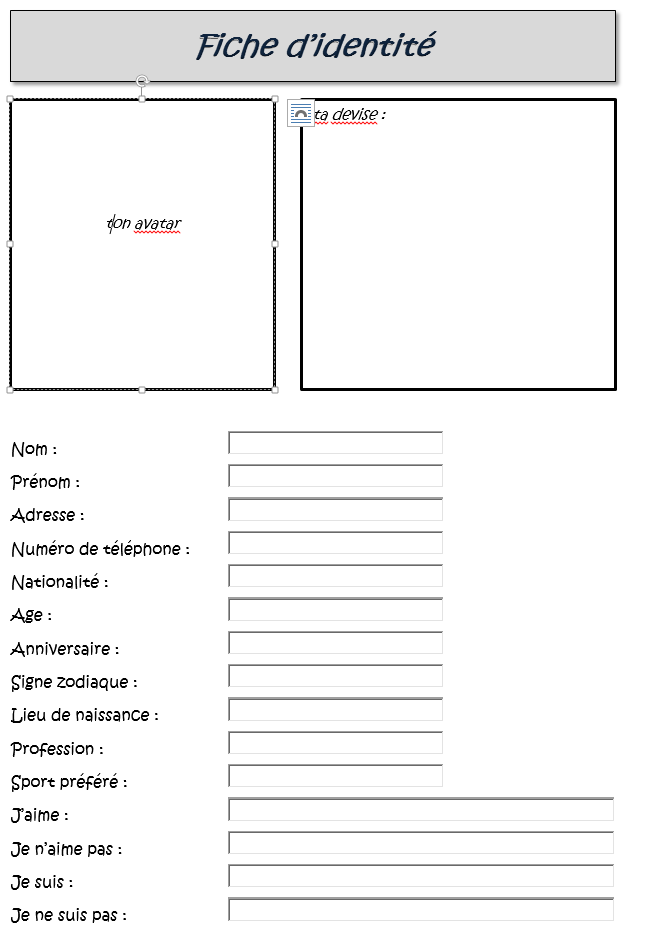 Fiche d'identité
ta devise :
ton avatar
Nom :
Prénom :
Adresse :
Numéro de téléphone :
Nationalité :
Age :
Anniversaire :
Signe zodiaque :
Lieu de naissance :
Profession :
Sport préféré :
J'aime :
Je n'aime pas :
Je suis :
Je ne suis pas :